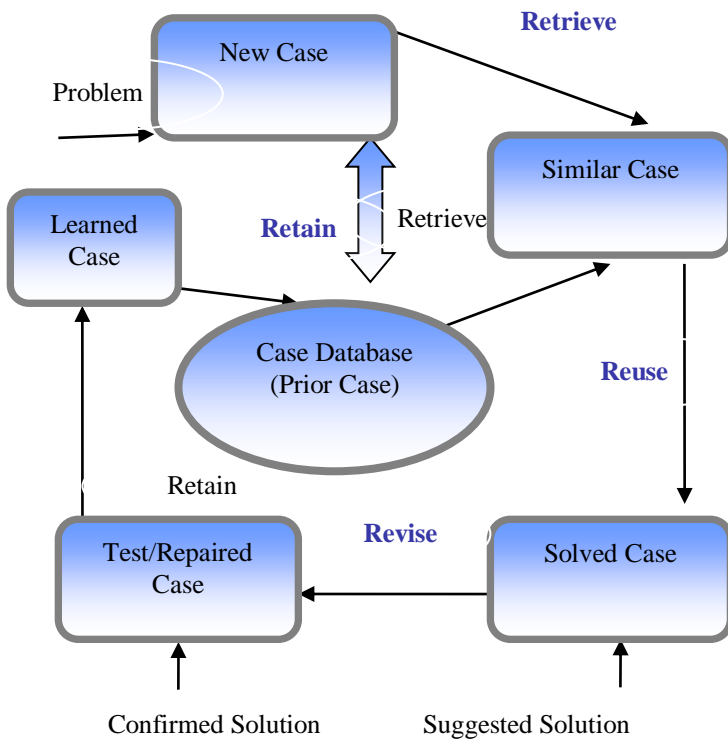 Retrieve
New Case
Problem
Similar Case
Learned
Case
Retain
Retrieve
Case Database
(Prior Case)
Reuse
Retain
Revise
Test/Repaired
Case
Solved Case
Confirmed Solution
Suggested Solution